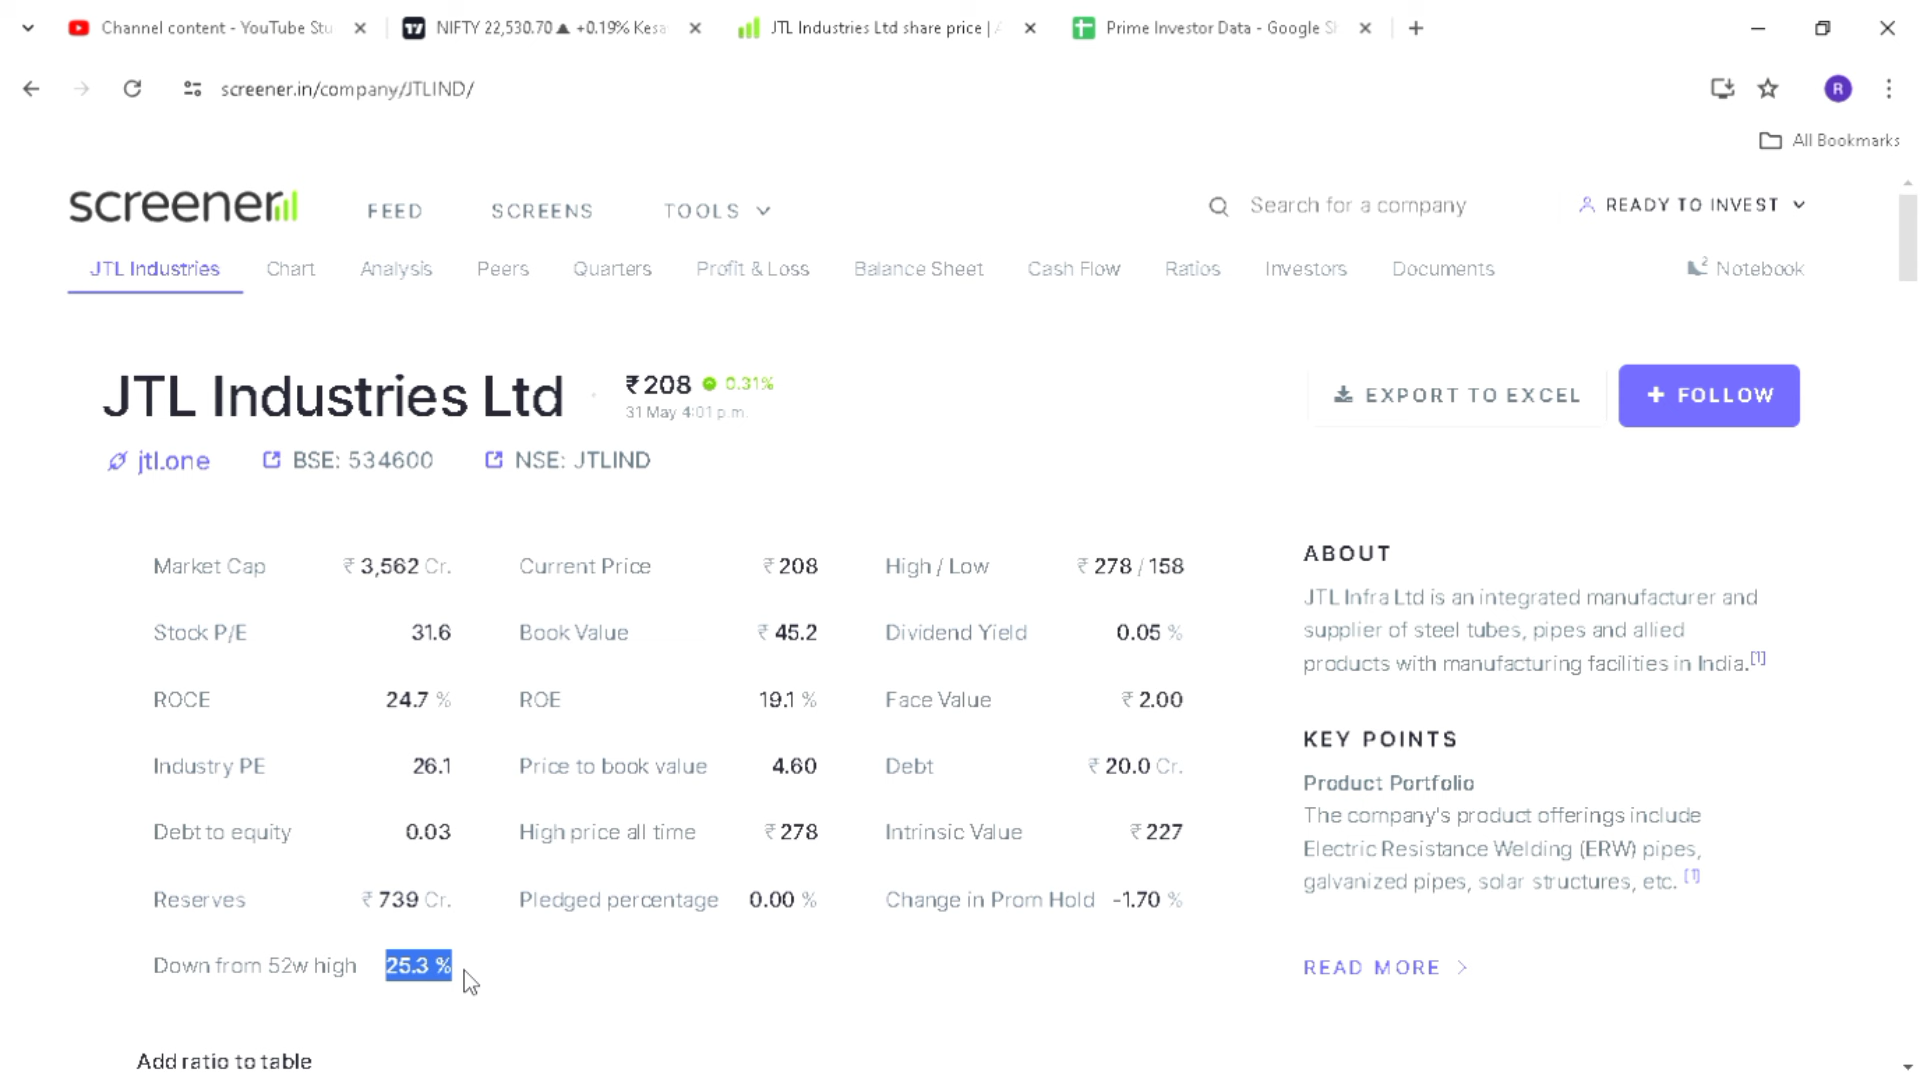 Channel content - YouTube Stu
NIFTY 22,530.70 ▲ +0.19% Kesa
JTL Industries Ltd share price | A
Prime Investor Data - Google Sh
screener.in/company/JTLIND/
R
All Bookmarks
screener
FEED
SCREENS
TOOLS
Search for a company
READY TO INVEST
JTL Industries
Chart
Analysis
Peers
Quarters
Profit & Loss
Balance Sheet
Cash Flow
Ratios
Investors
Documents
Notebook
JTL Industries Ltd
₹ 208 0.31%
31 May 4:01 p.m.
EXPORT TO EXCEL
+ FOLLOW
jtl.one
BSE: 534600
NSE: JTLIND
Market Cap ₹ 3,562 Cr.
Current Price ₹ 208
High / Low ₹ 278 / 158
Stock P/E 31.6
Book Value ₹ 45.2
Dividend Yield 0.05 %
ROCE 24.7 %
ROE 19.1 %
Face Value ₹ 2.00
Industry PE 26.1
Price to book value 4.60
Debt ₹ 20.0 Cr.
Debt to equity 0.03
High price all time ₹ 278
Intrinsic Value ₹ 227
Reserves ₹ 739 Cr.
Pledged percentage 0.00 %
Change in Prom Hold -1.70 %
Down from 52w high 25.3 %
Add ratio to table
ABOUT
JTL Infra Ltd is an integrated manufacturer and
supplier of steel tubes, pipes and allied
products with manufacturing facilities in India.[1]
KEY POINTS
Product Portfolio
The company's product offerings include
Electric Resistance Welding (ERW) pipes,
galvanized pipes, solar structures, etc. [1]
READ MORE